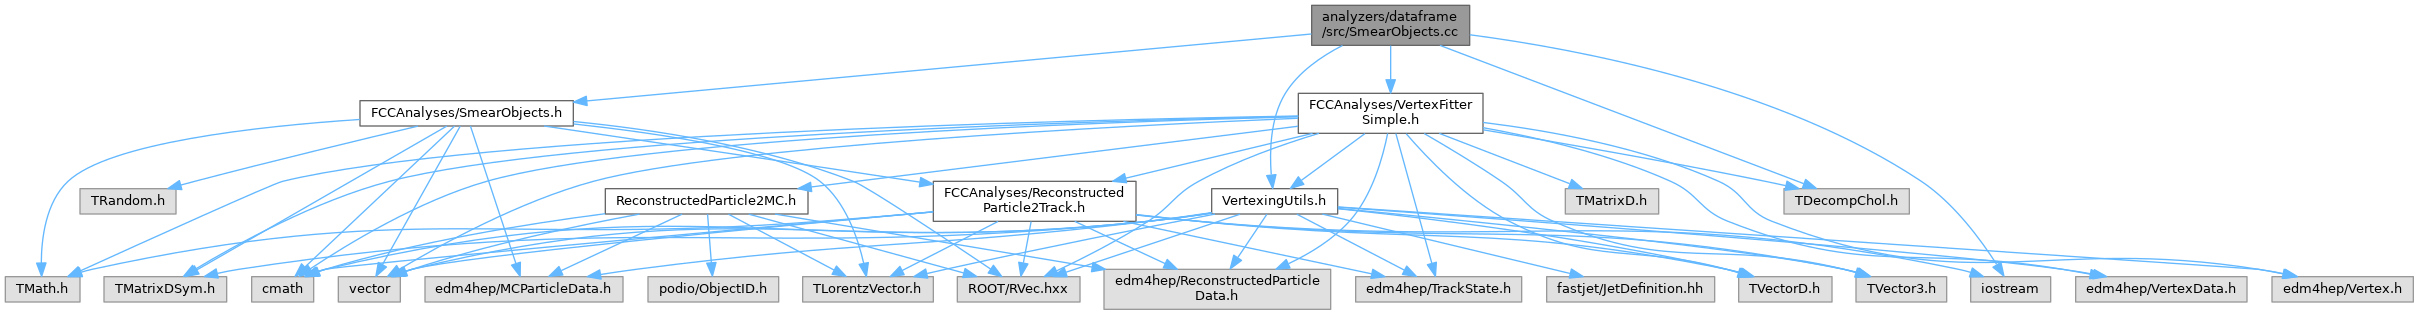 analyzers/dataframe
/src/SmearObjects.cc
FCCAnalyses/SmearObjects.h
FCCAnalyses/VertexFitter
Simple.h
TRandom.h
ReconstructedParticle2MC.h
FCCAnalyses/Reconstructed
Particle2Track.h
VertexingUtils.h
TMatrixD.h
TDecompChol.h
TMath.h
TMatrixDSym.h
cmath
vector
edm4hep/MCParticleData.h
podio/ObjectID.h
TLorentzVector.h
ROOT/RVec.hxx
edm4hep/ReconstructedParticle
Data.h
edm4hep/TrackState.h
fastjet/JetDefinition.hh
TVectorD.h
TVector3.h
iostream
edm4hep/VertexData.h
edm4hep/Vertex.h